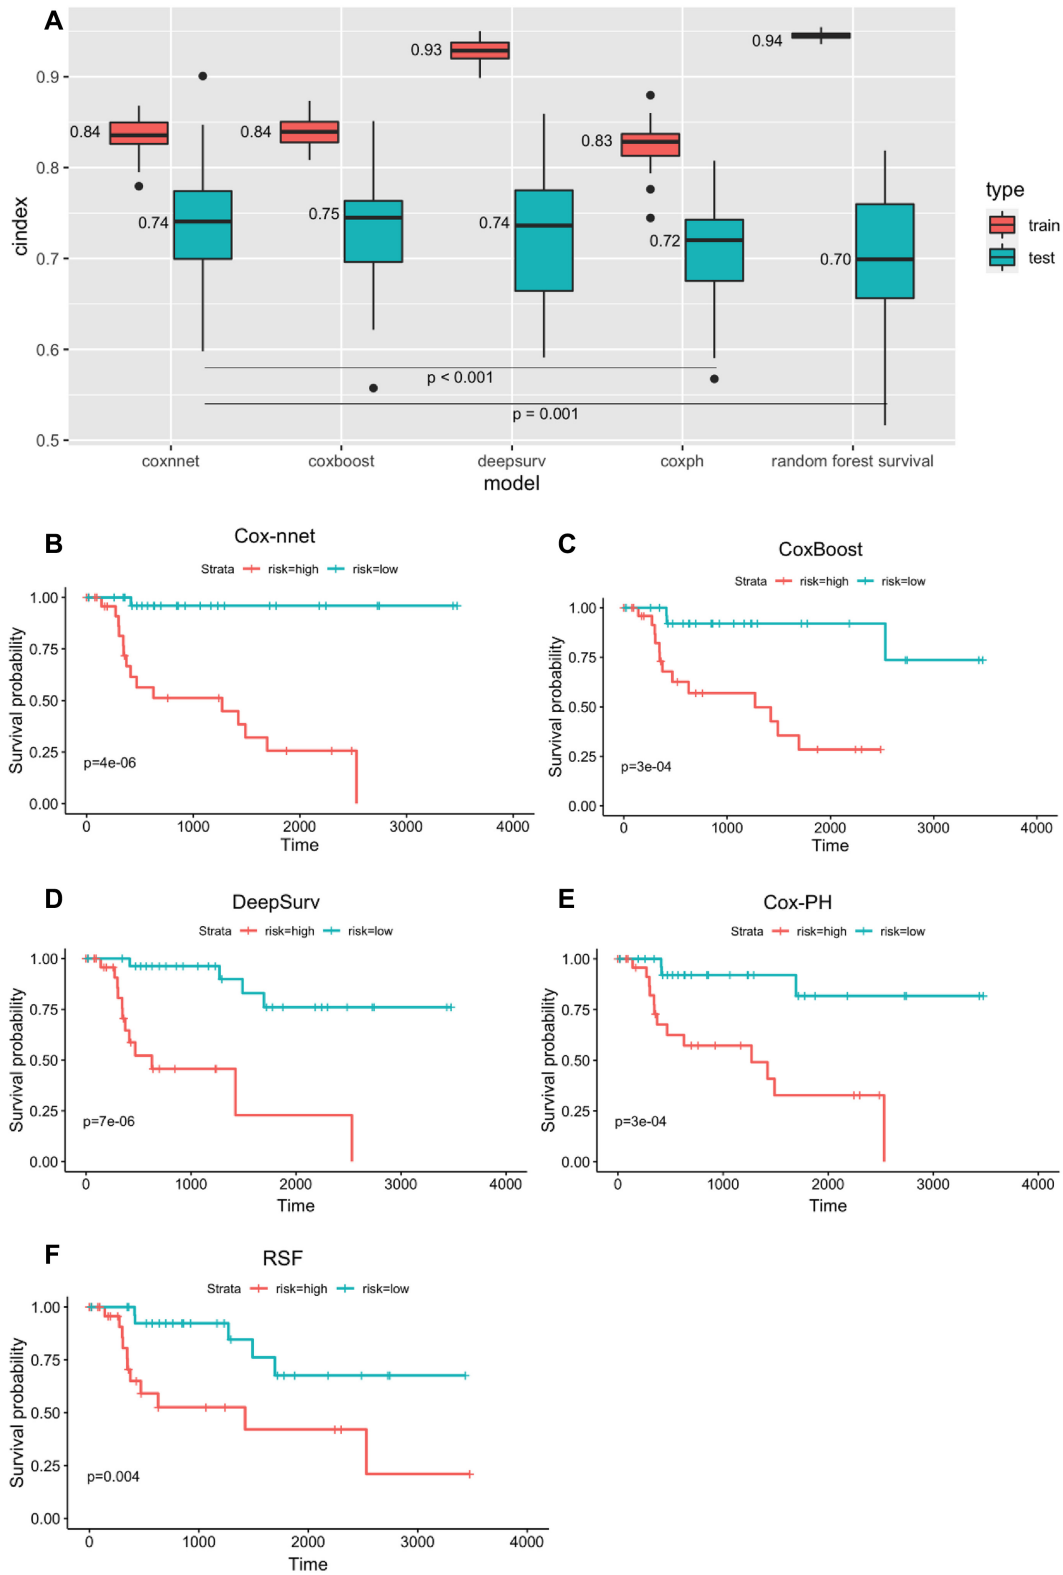 A
0.9
0.8
0.7
0.6
0.5
cindex
0.84
0.74
0.84
0.75
0.93
0.74
0.83
0.72
0.94
0.70
p < 0.001
p = 0.001
coxnnet coxboost deepsurv coxph random forest survival
model
type
train
test
B
Cox-nnet
Strata risk=high risk=low
Survival probability
1.00
0.75
0.50
0.25
0.00
p=4e-06
0 1000 2000 3000 4000
Time
C
CoxBoost
Strata risk=high risk=low
Survival probability
1.00
0.75
0.50
0.25
0.00
p=3e-04
0 1000 2000 3000 4000
Time
D
DeepSurv
Strata risk=high risk=low
Survival probability
1.00
0.75
0.50
0.25
0.00
p=7e-06
0 1000 2000 3000 4000
Time
E
Cox-PH
Strata risk=high risk=low
Survival probability
1.00
0.75
0.50
0.25
0.00
p=3e-04
0 1000 2000 3000 4000
Time
F
RSF
Strata risk=high risk=low
Survival probability
1.00
0.75
0.50
0.25
0.00
p=0.004
0 1000 2000 3000 4000
Time